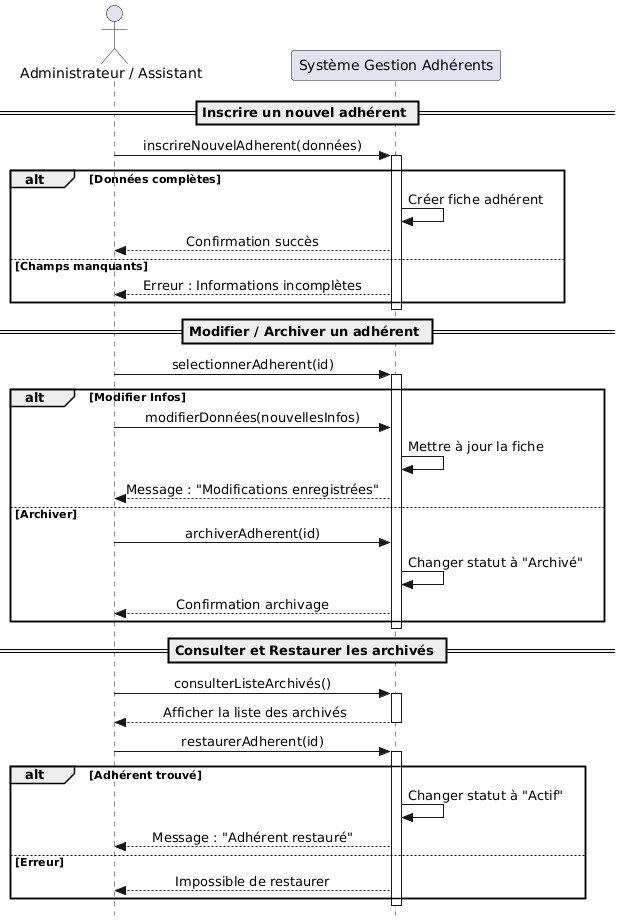 Administrateur / Assistant
Système Gestion Adhérents
Inscrire un nouvel adhérent
inscrireNouvelAdherent(données)
alt
[Données complètes]
Créer fiche adhérent
Confirmation succès
[Champs manquants]
Erreur : Informations incomplètes
Modifier / Archiver un adhérent
selectionnerAdherent(id)
alt
[Modifier Infos]
modifierDonnées(nouvellesInfos)
Mettre à jour la fiche
Message : "Modifications enregistrées"
[Archiver]
archiverAdherent(id)
Changer statut à "Archivé"
Confirmation archivage
Consulter et Restaurer les archivés
consulterListeArchivés()
Afficher la liste des archivés
restaurerAdherent(id)
alt
[Adhérent trouvé]
Changer statut à "Actif"
Message : "Adhérent restauré"
[Erreur]
Impossible de restaurer